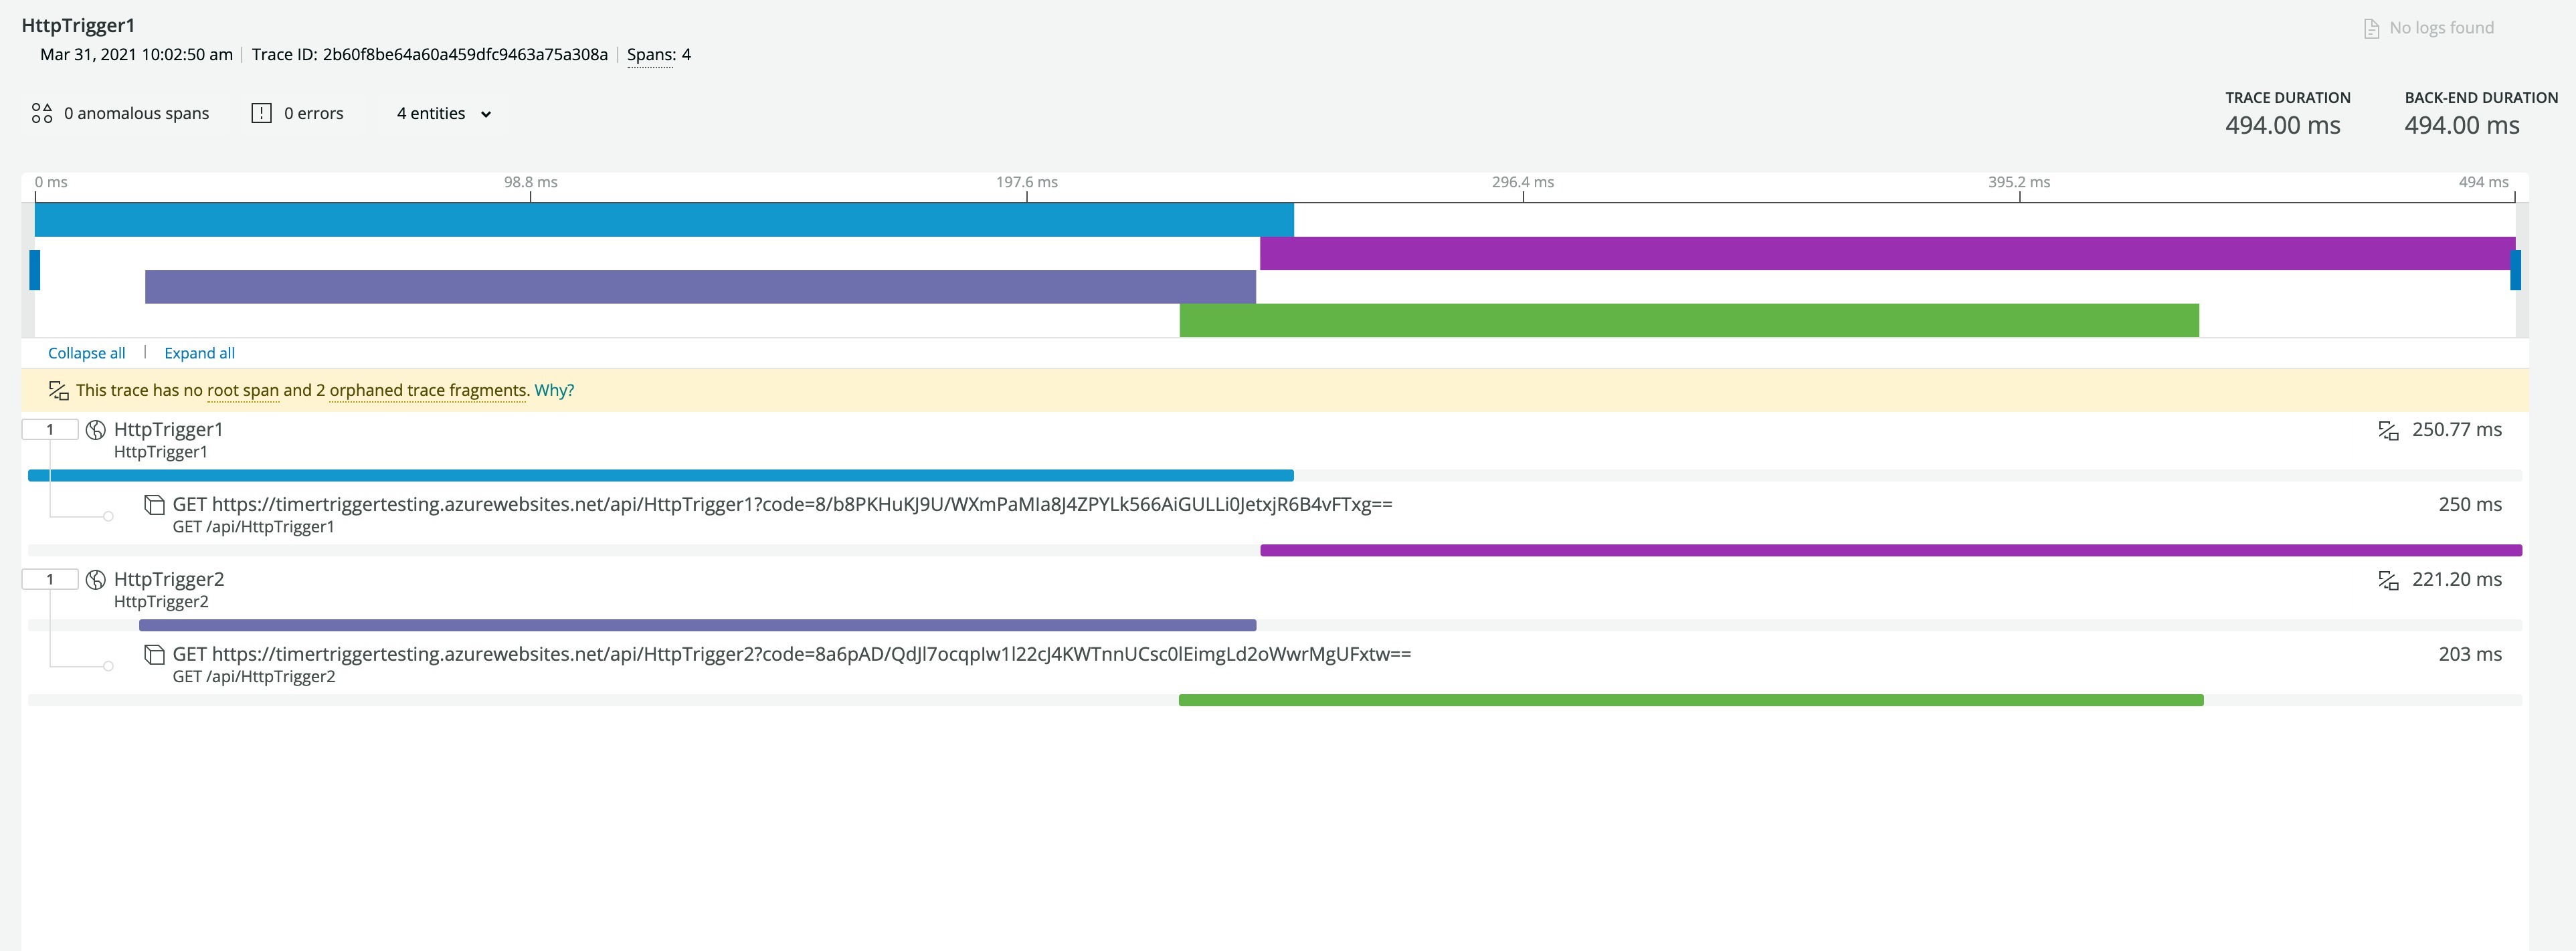 HttpTrigger1
No logs found
Mar 31, 2021 10:02:50 am | Trace ID: 2b60f8be64a60a459dfc9463a75a308a | Spans: 4
0 anomalous spans
0 errors
4 entities
TRACE DURATION
494.00 ms
BACK-END DURATION
494.00 ms
0 ms 98.8 ms 197.6 ms 296.4 ms 395.2 ms 494 ms
Collapse all | Expand all
This trace has no root span and 2 orphaned trace fragments. Why?
1 HttpTrigger1 250.77 ms
HttpTrigger1
GET https://timertriggertesting.azurewebsites.net/api/HttpTrigger1?code=8/b8PKHuKJ9U/WXmPaMIa8J4ZPYLk566AiGULLi0JetxjR6B4vFTxg== 250 ms
GET /api/HttpTrigger1
1 HttpTrigger2 221.20 ms
HttpTrigger2
GET https://timertriggertesting.azurewebsites.net/api/HttpTrigger2?code=8a6pAD/QdJl7ocqpIw1l22cJ4KWTnnUCsc0lEimgLd2oWwrMgUFxtw== 203 ms
GET /api/HttpTrigger2